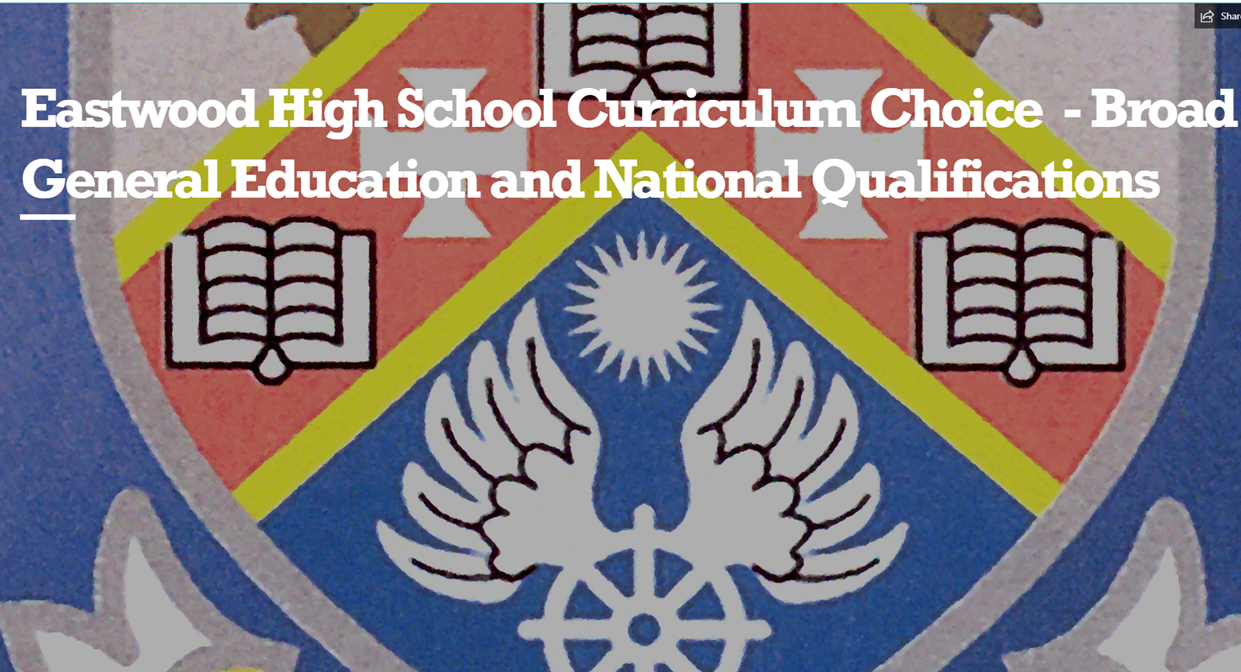 Eastwood High School Curriculum Choice - Broad
General Education and National Qualifications